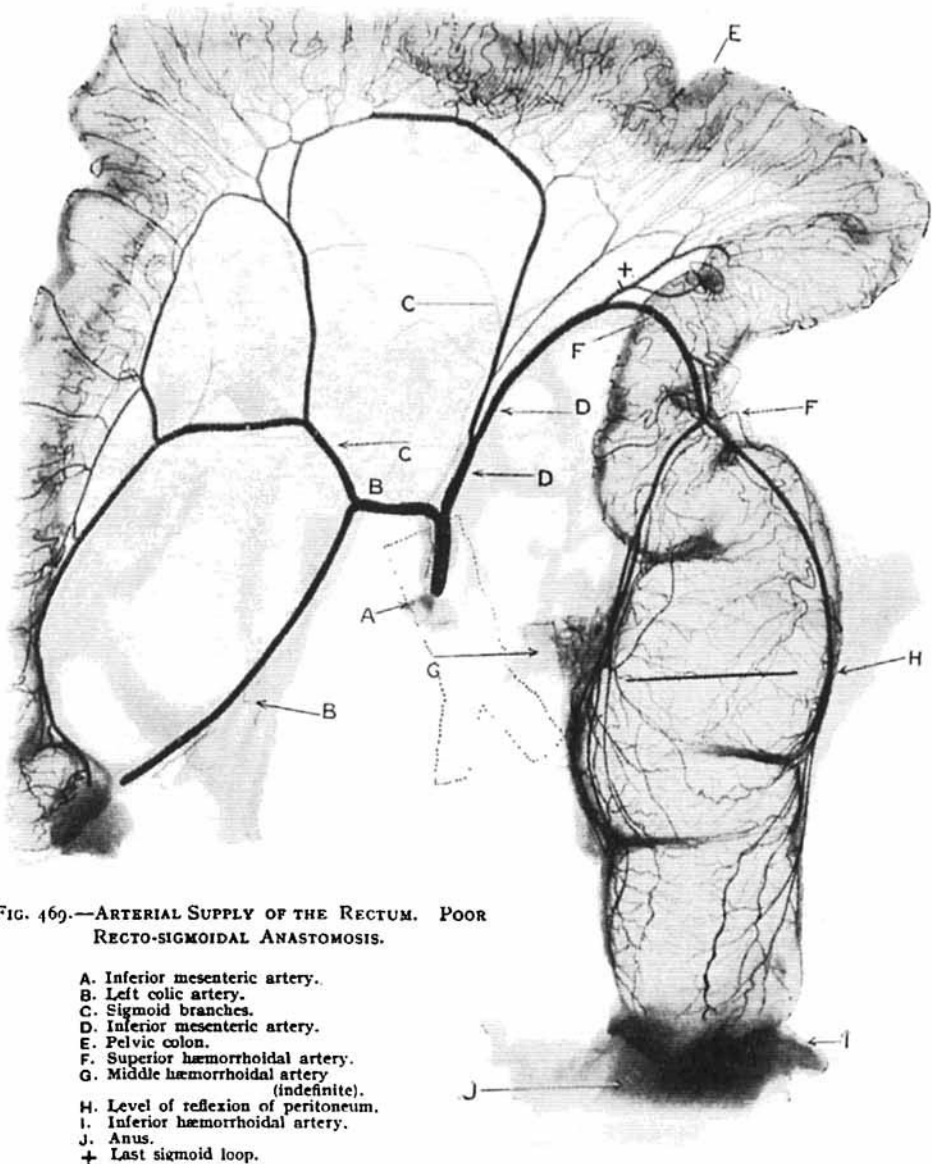 E
+
C
F
D
F
C
B
D
A
G
H
B
FIG. 469.—ARTERIAL SUPPLY OF THE RECTUM. POOR
RECTO-SIGMOIDAL ANASTOMOSIS.
A. Inferior mesenteric artery.
B. Left colic artery.
C. Sigmoid branches.
D. Inferior mesenteric artery.
E. Pelvic colon.
F. Superior hæmorrhoidal artery.
G. Middle hæmorrhoidal artery
(indefinite).
H. Level of reflexion of peritoneum.
I. Inferior hæmorrhoidal artery.
J. Anus.
+ Last sigmoid loop.
I
J